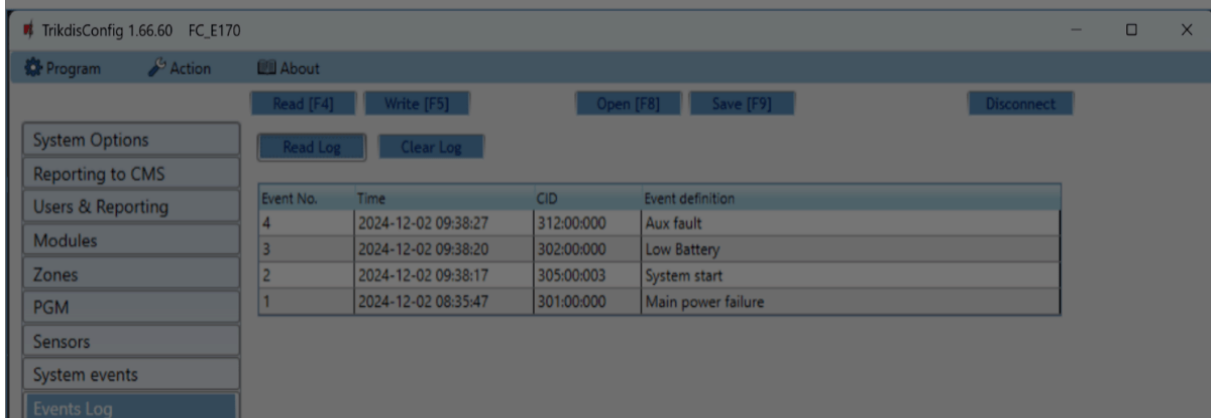 TrikdisConfig 1.66.60 FC_E170
Program Action About
Read [F4] Write [F5] Open [F8] Save [F9] Disconnect
System Options
Reporting to CMS
Users & Reporting
Modules
Zones
PGM
Sensors
System events
Events Log
Read Log Clear Log
Event No. Time CID Event definition
4 2024-12-02 09:38:27 312:00:000 Aux fault
3 2024-12-02 09:38:20 302:00:000 Low Battery
2 2024-12-02 09:38:17 305:00:003 System start
1 2024-12-02 08:35:47 301:00:000 Main power failure